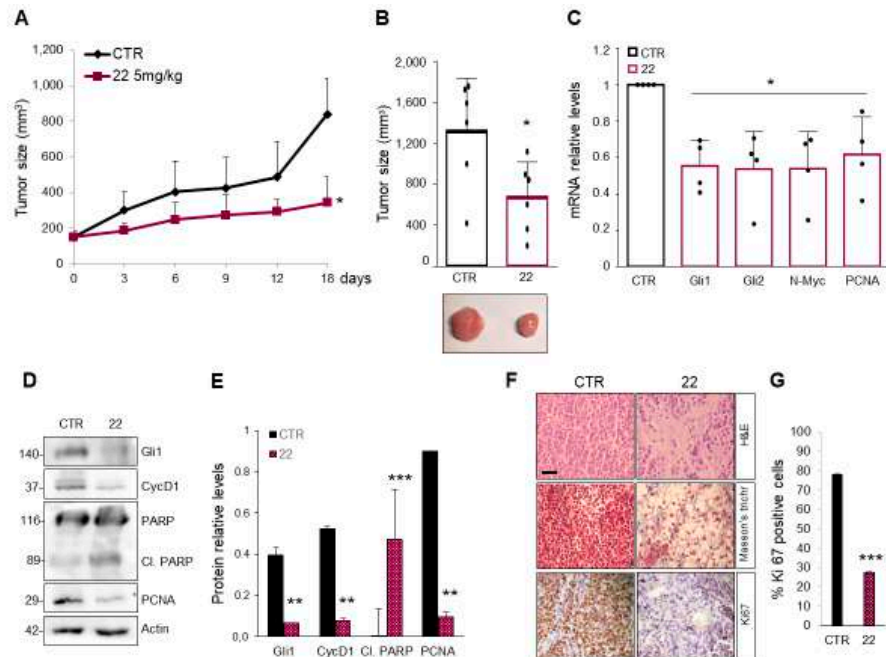 A
CTR
22 5mg/kg
Tumor size (mm³)
1,200
1,000
800
600
400
200
0
0 3 6 9 12 18 days
*
B
Tumor size (mm³)
2,000
1,600
1,200
800
400
0
*
CTR 22
C
CTR
22
mRNA relative levels
1.2
1
0.8
0.6
0.4
0.2
0
*
CTR Gli1 Gli2 N-Myc PCNA
D
CTR 22
140 Gli1
37 CycD1
116 PARP
89 Cl. PARP
29 PCNA
42 Actin
E
CTR
22
Protein relative levels
1
0.8
0.6
0.4
0.2
0,0
** ** *** **
Gli1 CycD1 Cl. PARP PCNA
F
CTR 22
H&E
Masson's trichr
Ki67
G
% Ki 67 positive cells
90
80
70
60
50
40
30
20
10
0
***
CTR 22